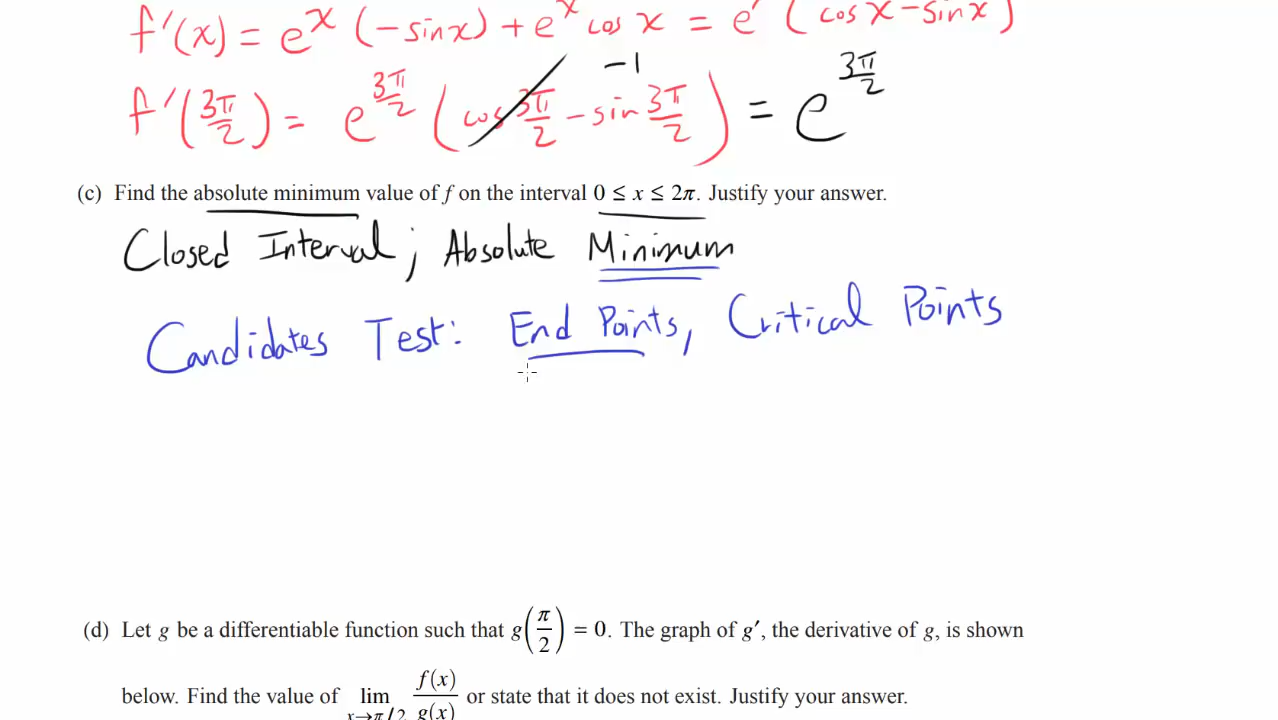 f'(x) = e^x (-sinx) + e^x cos x = e^x (cos x - sin x)
-1
f'(3π/2) = e^(3π/2) (cos 3π/2 - sin 3π/2) = e^(3π/2)
(c) Find the absolute minimum value of f on the interval 0 ≤ x ≤ 2π. Justify your answer.
Closed Interval; Absolute Minimum
Candidates Test: End Points, Critical Points
(d) Let g be a differentiable function such that g(π/2) = 0. The graph of g′, the derivative of g, is shown
below. Find the value of lim x→π/2 f(x)/g(x) or state that it does not exist. Justify your answer.